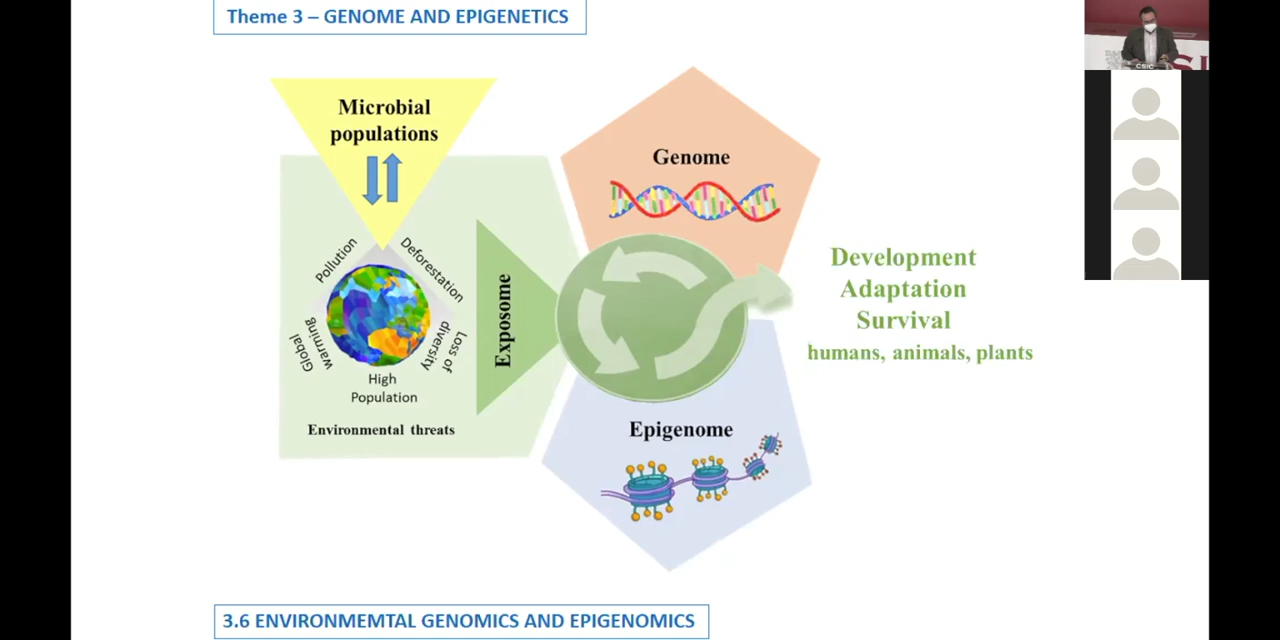 Theme 3 – GENOME AND EPIGENETICS
Microbial
populations
Pollution
Deforestation
Global
warming
Loss of
diversity
High
Population
Environmental threats
Exposome
Genome
Epigenome
Development
Adaptation
Survival
humans, animals, plants
3.6 ENVIRONMEMTAL GENOMICS AND EPIGENOMICS
CSIC